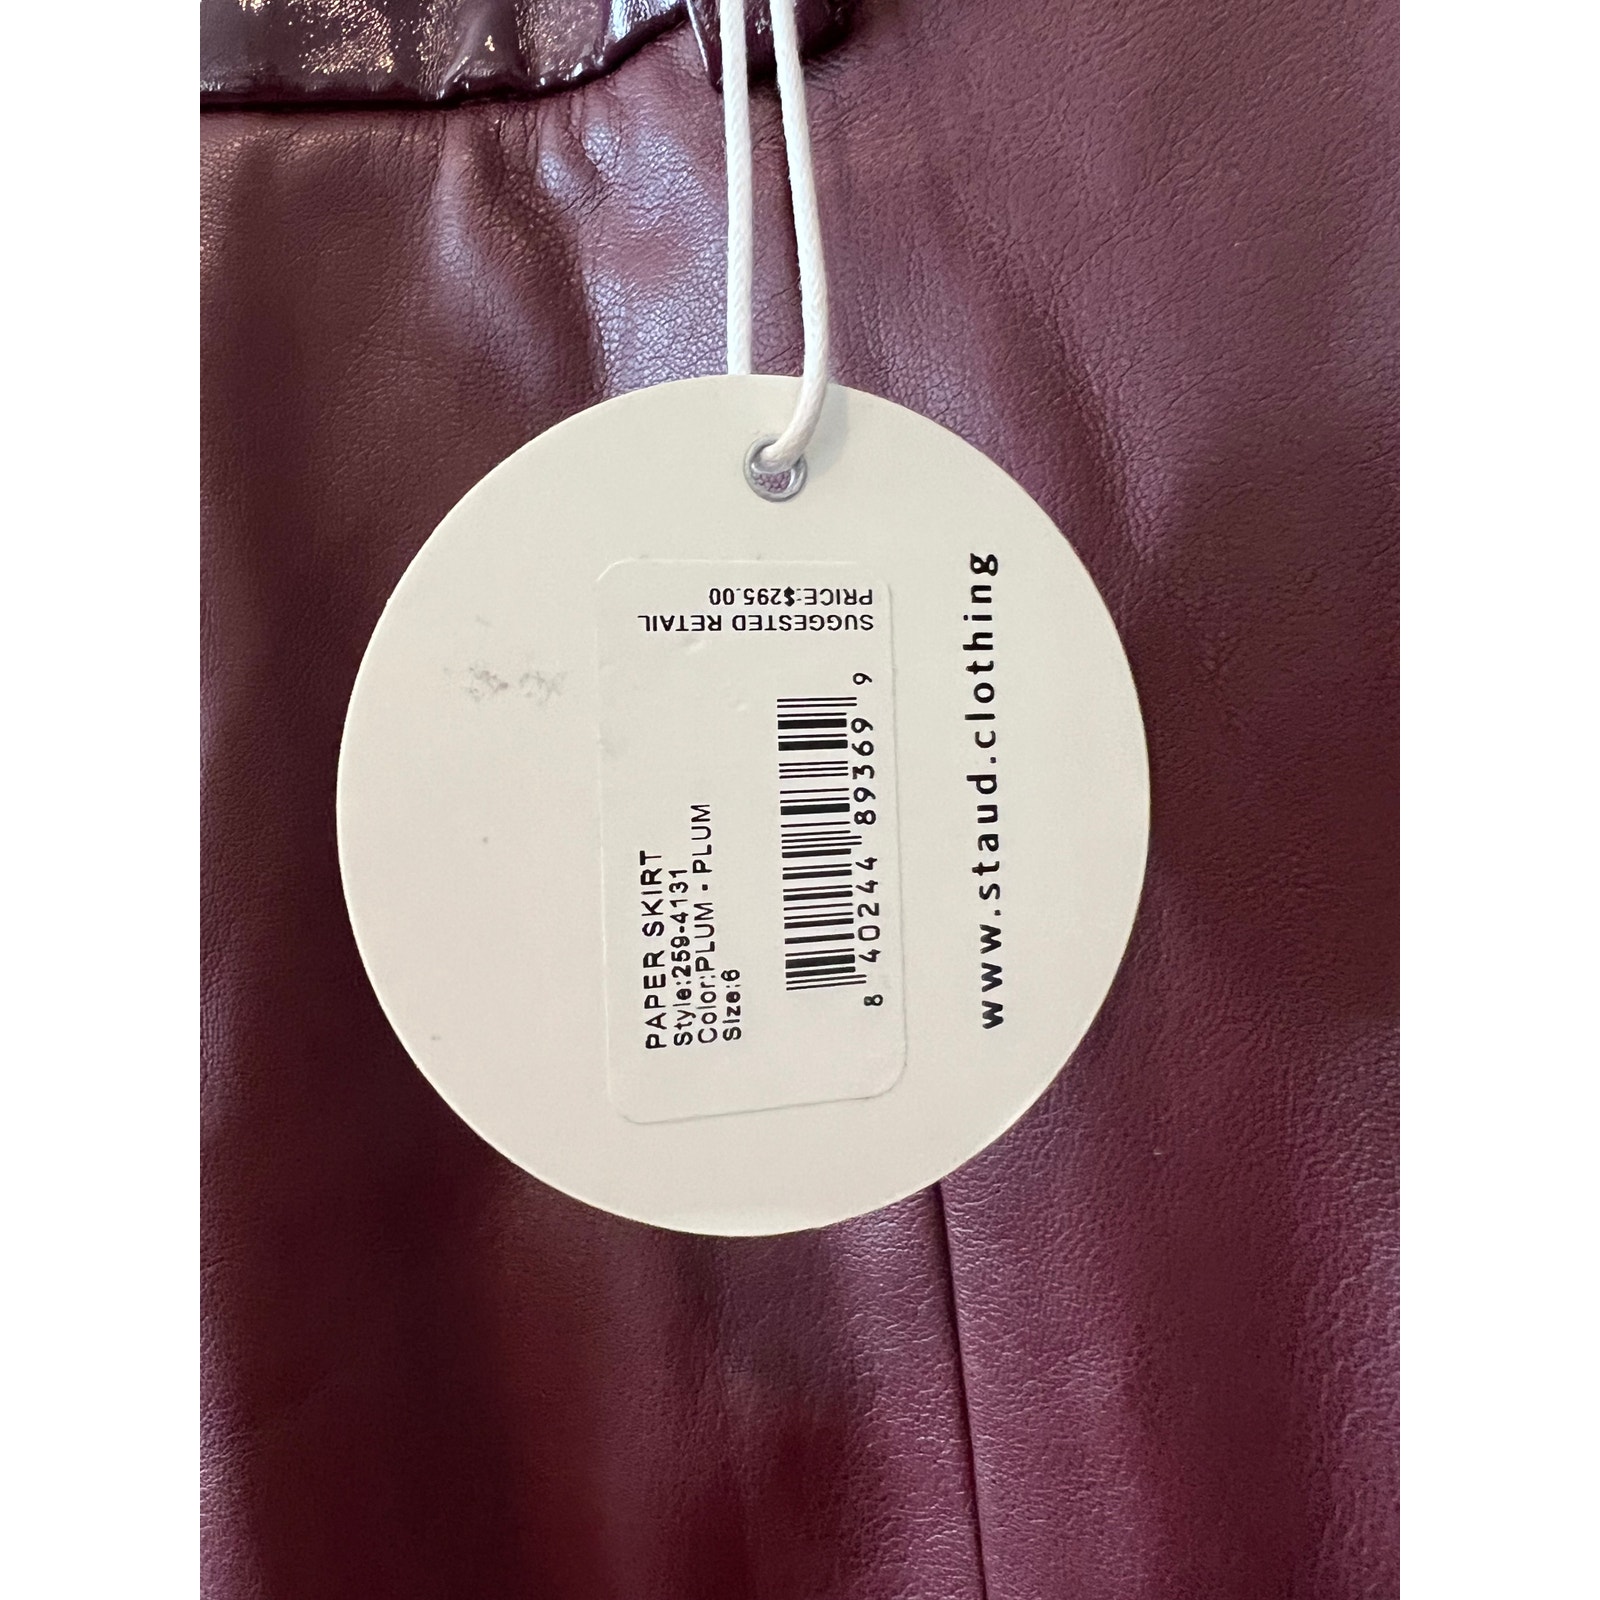 PAPER SKIRT
Style:259-4131
Color:PLUM - PLUM
Size:6
8 40244 89369 9
SUGGESTED RETAIL
PRICE:$295.00
www.staud.clothing